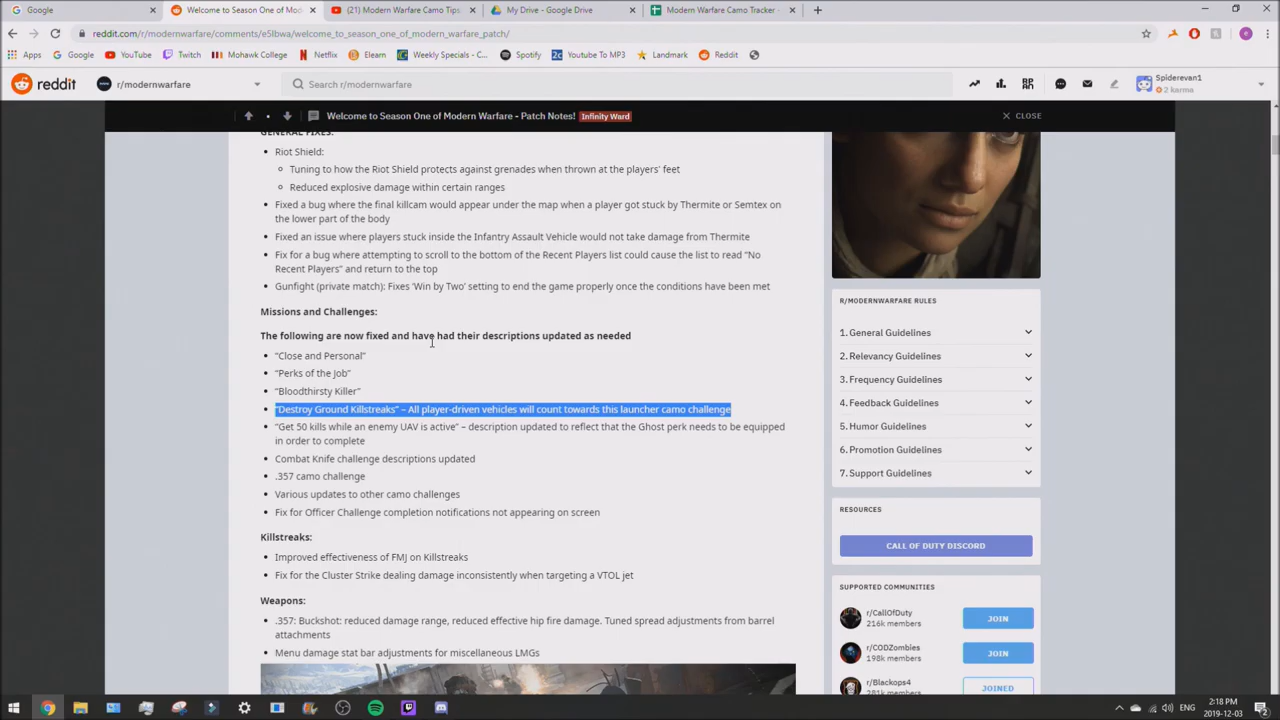 Google
Welcome to Season One of Modern
(21) Modern Warfare Camo Tips
My Drive - Google Drive
Modern Warfare Camo Tracker -
reddit.com/r/modernwarfare/comments/e5lbwa/welcome_to_season_one_of_modern_warfare_patch/
Apps Google YouTube Twitch Mohawk College Netflix Elearn Weekly Specials - C... Spotify Youtube To MP3 Landmark Reddit
reddit r/modernwarfare Search r/modernwarfare Spiderevan1
2 karma
Welcome to Season One of Modern Warfare - Patch Notes! Infinity Ward CLOSE
GENERAL FIXES:
Riot Shield:
Tuning to how the Riot Shield protects against grenades when thrown at the players' feet
Reduced explosive damage within certain ranges
Fixed a bug where the final killcam would appear under the map when a player got stuck by Thermite or Semtex on
the lower part of the body
Fixed an issue where players stuck inside the Infantry Assault Vehicle would not take damage from Thermite
Fix for a bug where attempting to scroll to the bottom of the Recent Players list could cause the list to read "No
Recent Players" and return to the top
Gunfight (private match): Fixes 'Win by Two' setting to end the game properly once the conditions have been met
Missions and Challenges:
The following are now fixed and have had their descriptions updated as needed
"Close and Personal"
"Perks of the Job"
"Bloodthirsty Killer"
"Destroy Ground Killstreaks" – All player-driven vehicles will count towards this launcher camo challenge
"Get 50 kills while an enemy UAV is active" – description updated to reflect that the Ghost perk needs to be equipped
in order to complete
Combat Knife challenge descriptions updated
.357 camo challenge
Various updates to other camo challenges
Fix for Officer Challenge completion notifications not appearing on screen
Killstreaks:
Improved effectiveness of FMJ on Killstreaks
Fix for the Cluster Strike dealing damage inconsistently when targeting a VTOL jet
Weapons:
.357: Buckshot: reduced damage range, reduced effective hip fire damage. Tuned spread adjustments from barrel
attachments
Menu damage stat bar adjustments for miscellaneous LMGs
R/MODERNWARFARE RULES
1. General Guidelines
2. Relevancy Guidelines
3. Frequency Guidelines
4. Feedback Guidelines
5. Humor Guidelines
6. Promotion Guidelines
7. Support Guidelines
RESOURCES
CALL OF DUTY DISCORD
SUPPORTED COMMUNITIES
r/CallOfDuty
216k members
JOIN
r/CODZombies
198k members
JOIN
r/Blackops4
281k members
JOINED
ENG
2:18 PM
2019-12-03